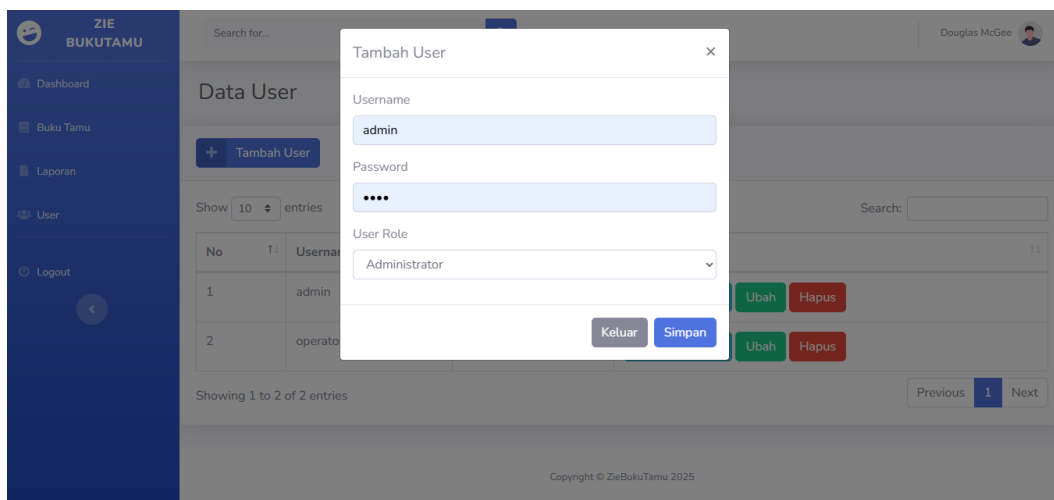 ZIE
BUKUTAMU
Search for...
Douglas McGee
Dashboard
Buku Tamu
Laporan
User
Logout
Data User
Tambah User
Show 10 entries
Search:
No
1
admin
Ubah Hapus
2
Ubah Hapus
Showing 1 to 2 of 2 entries
Previous 1 Next
Copyright © ZieBukuTamu 2025
Tambah User ×
Username
admin
Password
••••
User Role
Administrator
Keluar Simpan